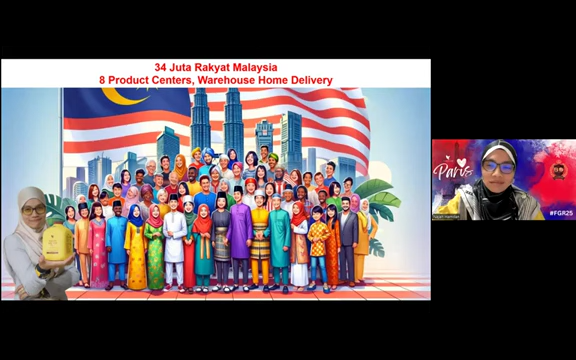 34 Juta Rakyat Malaysia
8 Product Centers, Warehouse Home Delivery
Paris
#FGR25